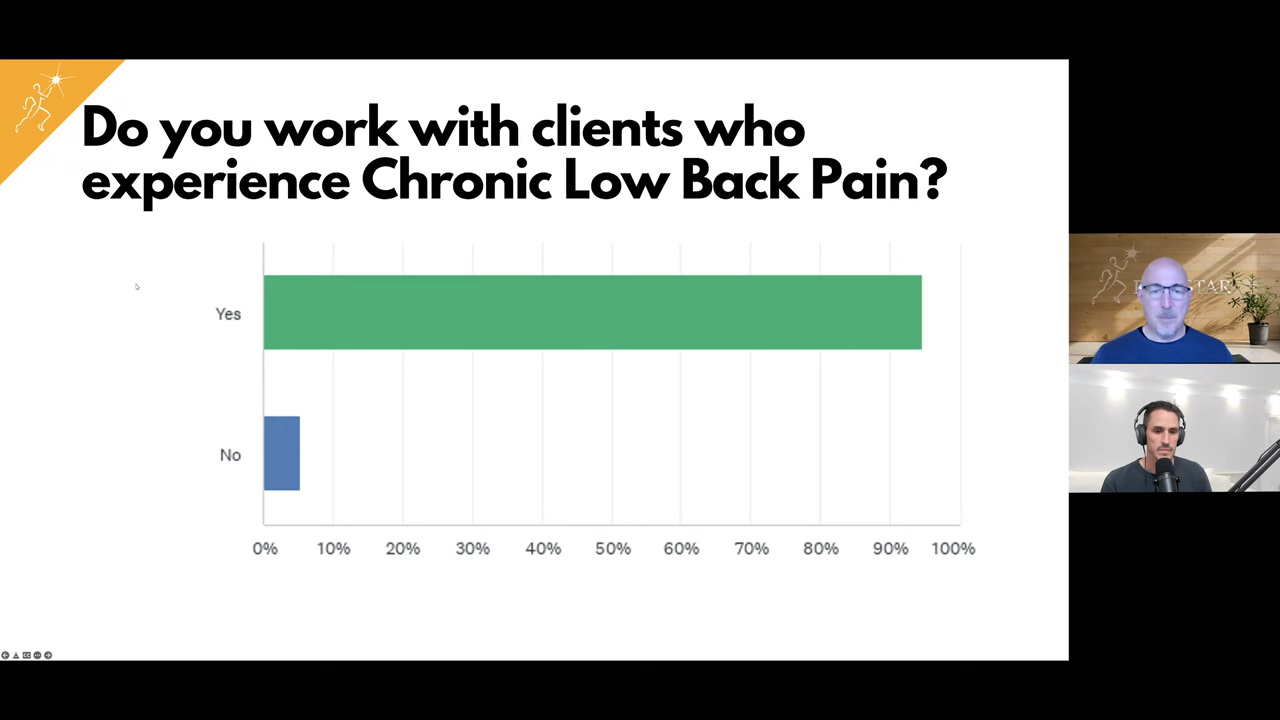 Do you work with clients who
experience Chronic Low Back Pain?
Yes
No
0% 10% 20% 30% 40% 50% 60% 70% 80% 90% 100%